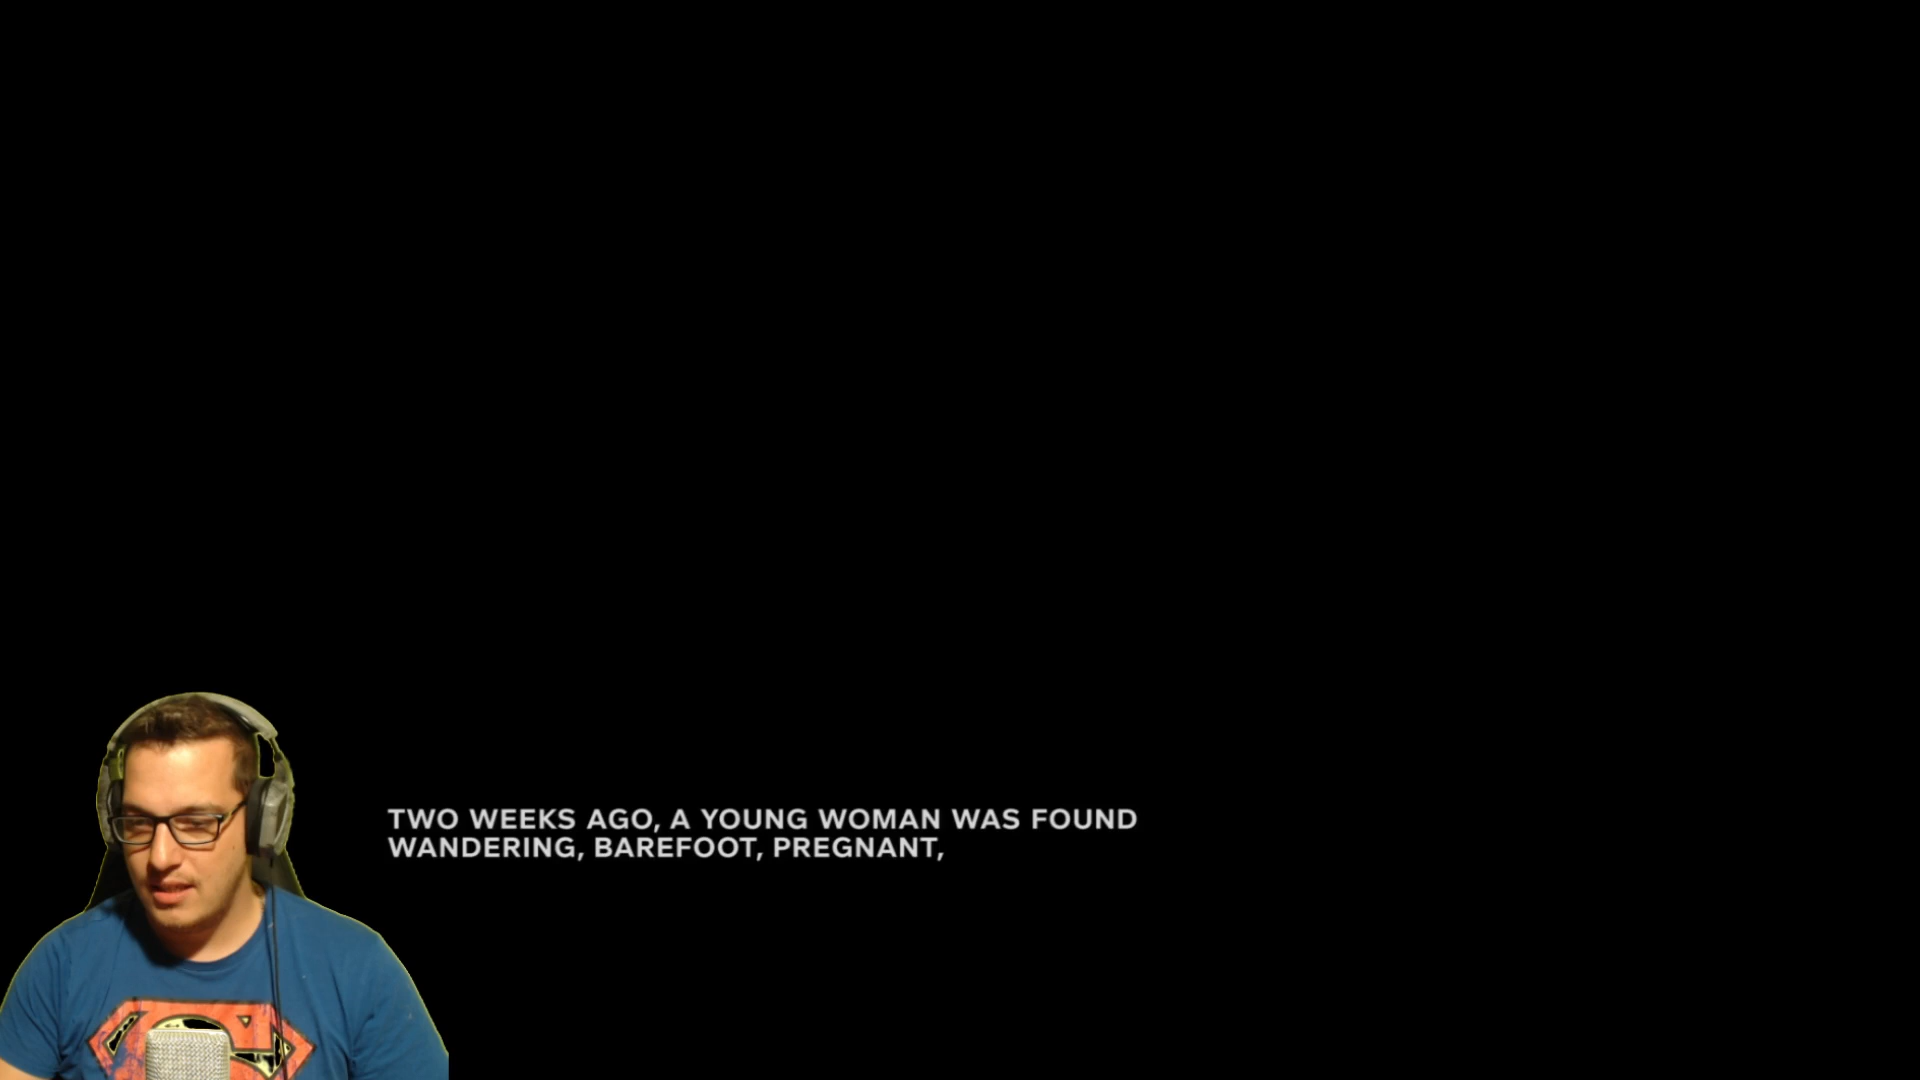 TWO WEEKS AGO, A YOUNG WOMAN WAS FOUND
WANDERING, BAREFOOT, PREGNANT,